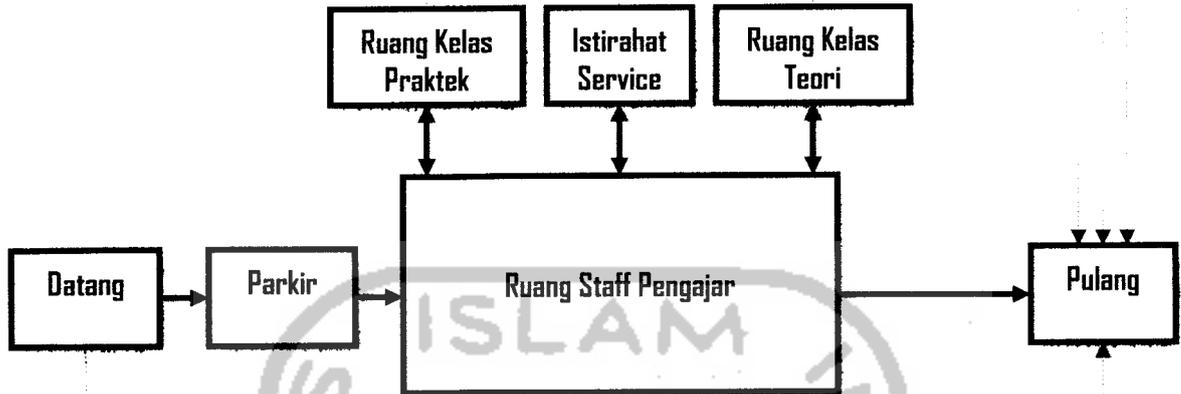 Ruang Kelas
Praktek
Istirahat
Service
Ruang Kelas
Teori
Datang
Parkir
Ruang Staff Pengajar
Pulang
ISLAM